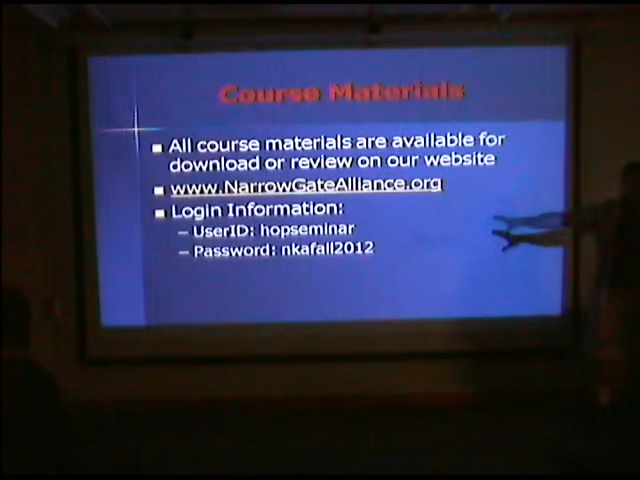 Course Materials
All course materials are available for
download or review on our website
www.NarrowGateAlliance.org
Login Information:
– UserID: hopseminar
– Password: nkafall2012